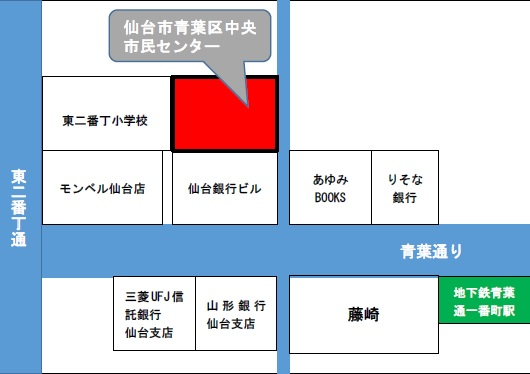 仙台市青葉区中央
市民センター
東二番丁小学校
モンベル仙台店
仙台銀行ビル
あゆみ
BOOKS
りそな
銀行
東二番丁通
青葉通り
三菱UFJ信
託銀行
仙台支店
山形銀行
仙台支店
藤崎
地下鉄青葉
通一番町駅